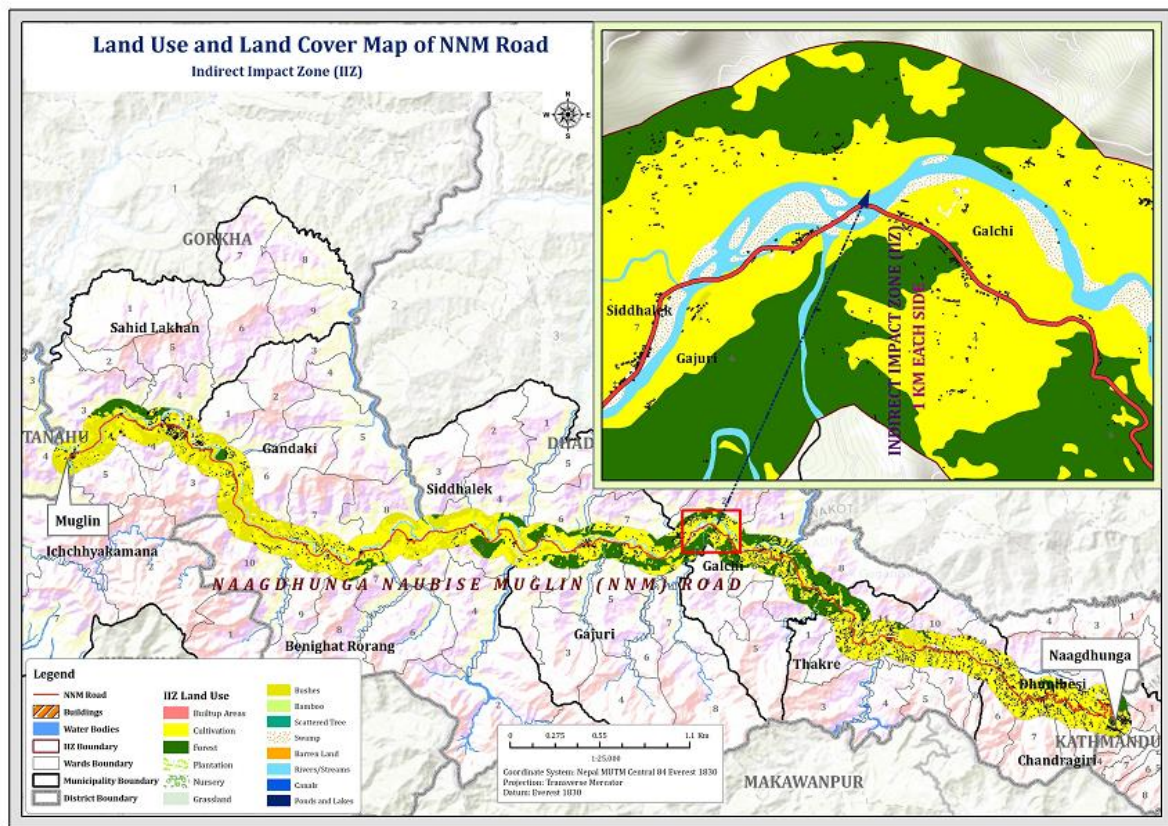 Land Use and Land Cover Map of NNM Road
Indirect Impact Zone (IIZ)
N
W E
S
GORKHA
Sahid Lakhan
TANAHU
Gandaki
Siddhalek
DHAD
Muglin
Ichchhyakamana
NAAGDHUNGA NAUBISE MUGLIN (NNM) ROAD
Benighat Rorang
Gajuri
Galchi
Thakre
Naagdhunga
Dhunibesi
KATHMANDU
Chandragiri
MAKAWANPUR
Galchi
Siddhalek
7
Gajuri
INDIRECT IMPACT ZONE (IIZ)
1 KM EACH SIDE
Legend
NNM Road
Buildings
Water Bodies
IIZ Boundary
Wards Boundary
Municipality Boundary
District Boundary
IIZ Land Use
Builtup Areas
Cultivation
Forest
Plantation
Nursery
Grassland
Bushes
Bamboo
Scattered Tree
Swamp
Barren Land
Rivers/Streams
Canals
Ponds and Lakes
0 0.275 0.55 1.1 Km
1:25,000
Coordinate System: Nepal MUTM Central 84 Everest 1830
Projection: Transverse Mercator
Datum: Everest 1830